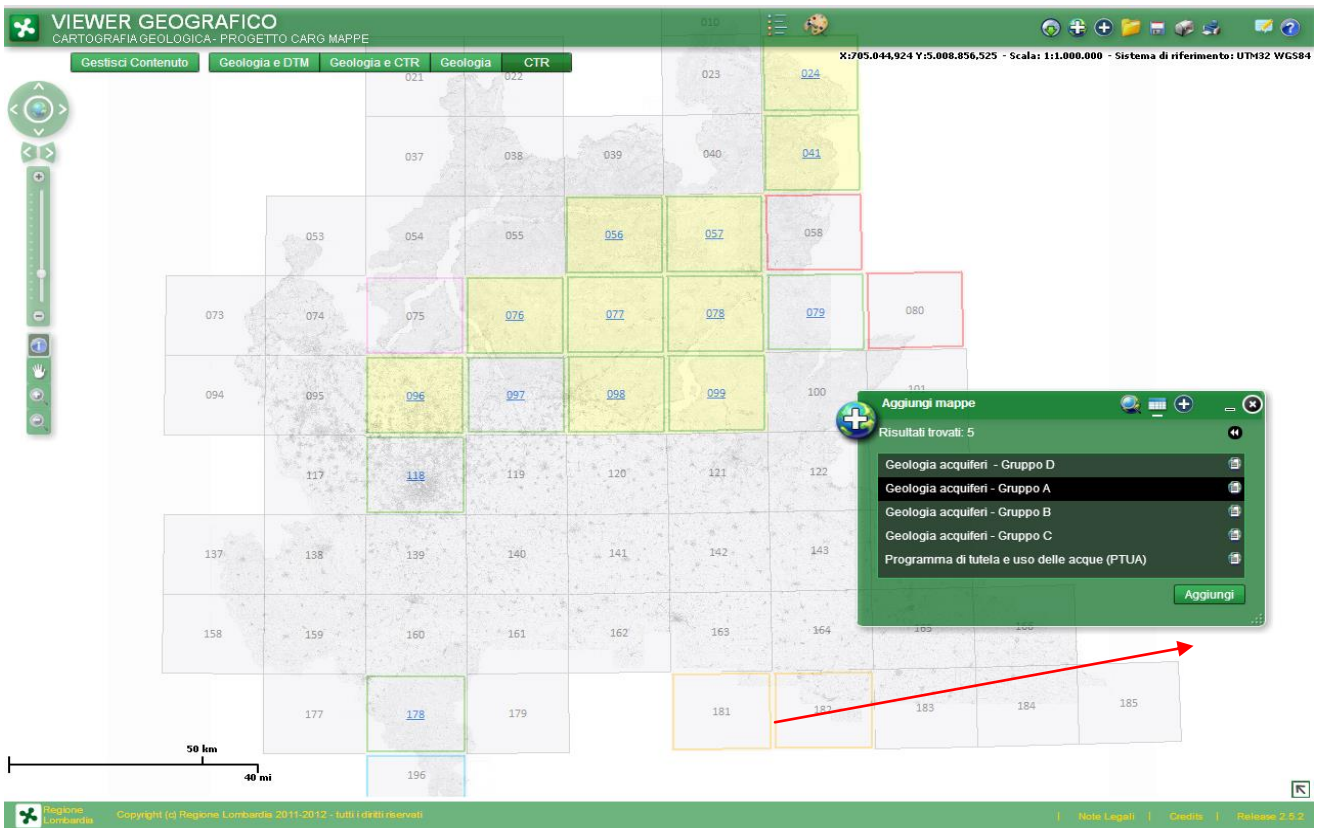 VIEWER GEOGRAFICO
CARTOGRAFIA GEOLOGICA - PROGETTO CARG MAPPE
010
Gestisci Contenuto Geologia e DTM Geologia e CTR Geologia CTR
X:705.044,924 Y:5.008.856,525 - Scala: 1:1.000.000 - Sistema di riferimento: UTM32 WGS84
021 022 023 024
037 038 039 040 041
053 054 055 056 057 058
073 074 075 076 077 078 079 080
094 095 096 097 098 099 100 101
Aggiungi mappe
Risultati trovati: 5
Geologia acquiferi - Gruppo D
Geologia acquiferi - Gruppo A
Geologia acquiferi - Gruppo B
Geologia acquiferi - Gruppo C
Programma di tutela e uso delle acque (PTUA)
Aggiungi
117 118 119 120 121 122
137 138 139 140 141 142 143
158 159 160 161 162 163 164 165 166
177 178 179 181 182 183 184 185
50 km
40 mi
196
Regione
Lombardia
Copyright (c) Regione Lombardia 2011-2012 - tutti i diritti riservati
| Note Legali | Credits | Release 2.5.2